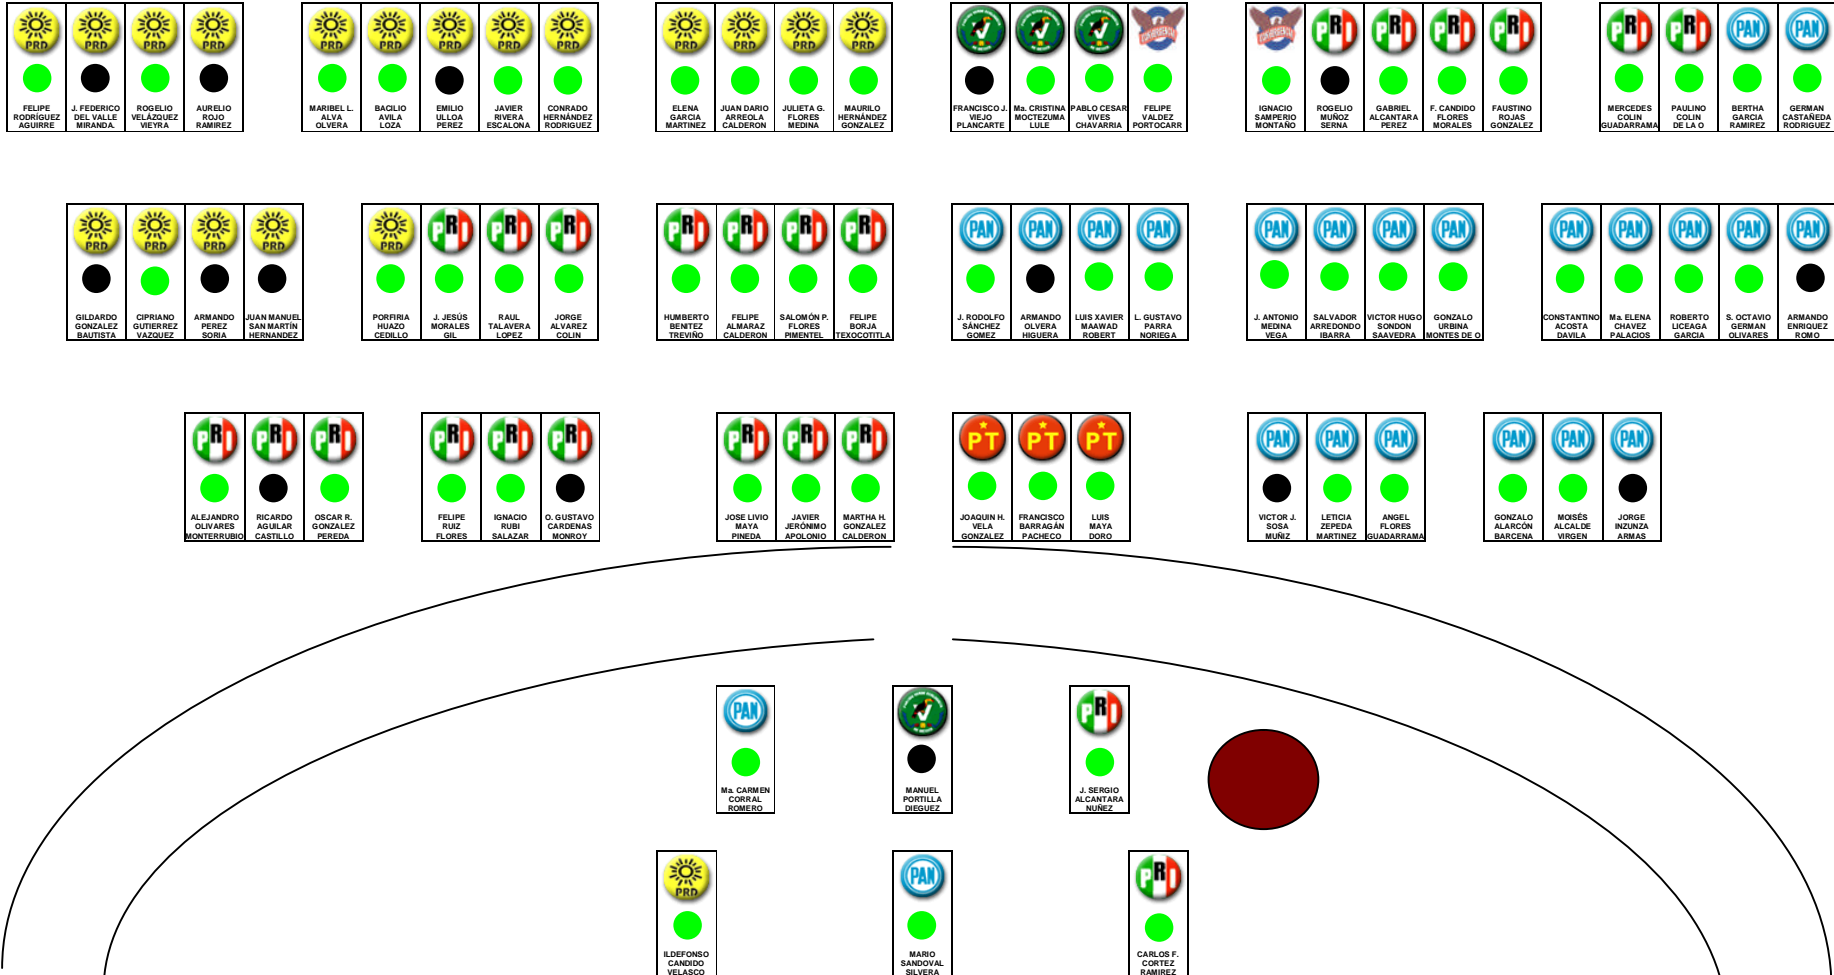 PRD PRD PRD PRD
FELIPE RODRÍGUEZ AGUIRRE
J. FEDERICO DEL VALLE MIRANDA.
ROGELIO VELÁZQUEZ VIEYRA
AURELIO ROJO RAMIREZ
PRD PRD PRD PRD PRD
MARIBEL L. ALVA OLVERA
BACILIO AVILA LOZA
EMILIO ULLOA PEREZ
JAVIER RIVERA ESCALONA
CONRADO HERNÁNDEZ RODRIGUEZ
PRD PRD PRD PRD
ELENA GARCIA MARTINEZ
JUAN DARIO ARREOLA CALDERON
JULIETA G. FLORES MEDINA
MAURILO HERNÁNDEZ GONZALEZ
FRANCISCO J. VIEJO PLANCARTE
Ma. CRISTINA MOCTEZUMA LULE
PABLO CESAR VIVES CHAVARRIA
CONVERGENCIA
FELIPE VALDEZ PORTOCARR
CONVERGENCIA PRI PRI PRI PRI
IGNACIO SAMPERIO MONTAÑO
ROGELIO MUÑOZ SERNA
GABRIEL ALCANTARA PEREZ
F. CANDIDO FLORES MORALES
FAUSTINO ROJAS GONZALEZ
PRI PRI PAN PAN
MERCEDES COLIN GUADARRAMA
PAULINO COLIN DE LA O
BERTHA GARCIA RAMIREZ
GERMAN CASTAÑEDA RODRIGUEZ
PRD PRD PRD PRD
GILDARDO GONZALEZ BAUTISTA
CIPRIANO GUTIERREZ VAZQUEZ
ARMANDO PEREZ SORIA
JUAN MANUEL SAN MARTÍN HERNANDEZ
PRD PRI PRI PRI
PORFIRIA HUAZO CEDILLO
J. JESÚS MORALES GIL
RAUL TALAVERA LOPEZ
JORGE ALVAREZ COLIN
PRI PRI PRI PRI
HUMBERTO BENITEZ TREVIÑO
FELIPE ALMARAZ CALDERON
SALOMÓN P. FLORES PIMENTEL
FELIPE BORJA TEXOCOTITLA
PAN PAN PAN PAN
J. RODOLFO SÁNCHEZ GOMEZ
ARMANDO OLVERA HIGUERA
LUIS XAVIER MAAWAD ROBERT
L. GUSTAVO PARRA NORIEGA
PAN PAN PAN PAN
J. ANTONIO MEDINA VEGA
SALVADOR ARREDONDO IBARRA
VICTOR HUGO SONDON SAAVEDRA
GONZALO URBINA MONTES DE O
PAN PAN PAN PAN PAN
CONSTANTINO ACOSTA DAVILA
Ma. ELENA CHAVEZ PALACIOS
ROBERTO LICEAGA GARCIA
S. OCTAVIO GERMAN OLIVARES
ARMANDO ENRIQUEZ ROMO
PRI PRI PRI
ALEJANDRO OLIVARES MONTERRUBIO
RICARDO AGUILAR CASTILLO
OSCAR R. GONZALEZ PEREDA
PRI PRI PRI
FELIPE RUIZ FLORES
IGNACIO RUBI SALAZAR
O. GUSTAVO CARDENAS MONROY
PRI PRI PRI
JOSE LIVIO MAYA PINEDA
JAVIER JERÓNIMO APOLONIO
MARTHA H. GONZALEZ CALDERON
PT PT PT
JOAQUIN H. VELA GONZALEZ
FRANCISCO BARRAGÁN PACHECO
LUIS MAYA DORO
PAN PAN PAN
VICTOR J. SOSA MUÑIZ
LETICIA ZEPEDA MARTINEZ
ANGEL FLORES GUADARRAMA
PAN PAN PAN
GONZALO ALARCÓN BARCENA
MOISÉS ALCALDE VIRGEN
JORGE INZUNZA ARMAS
PAN
Ma. CARMEN CORRAL ROMERO
MANUEL PORTILLA DIEGUEZ
PRI
J. SERGIO ALCANTARA NUÑEZ
PRD
ILDEFONSO CANDIDO VELASCO
PAN
MARIO SANDOVAL SILVERA
PRI
CARLOS F. CORTEZ RAMIREZ